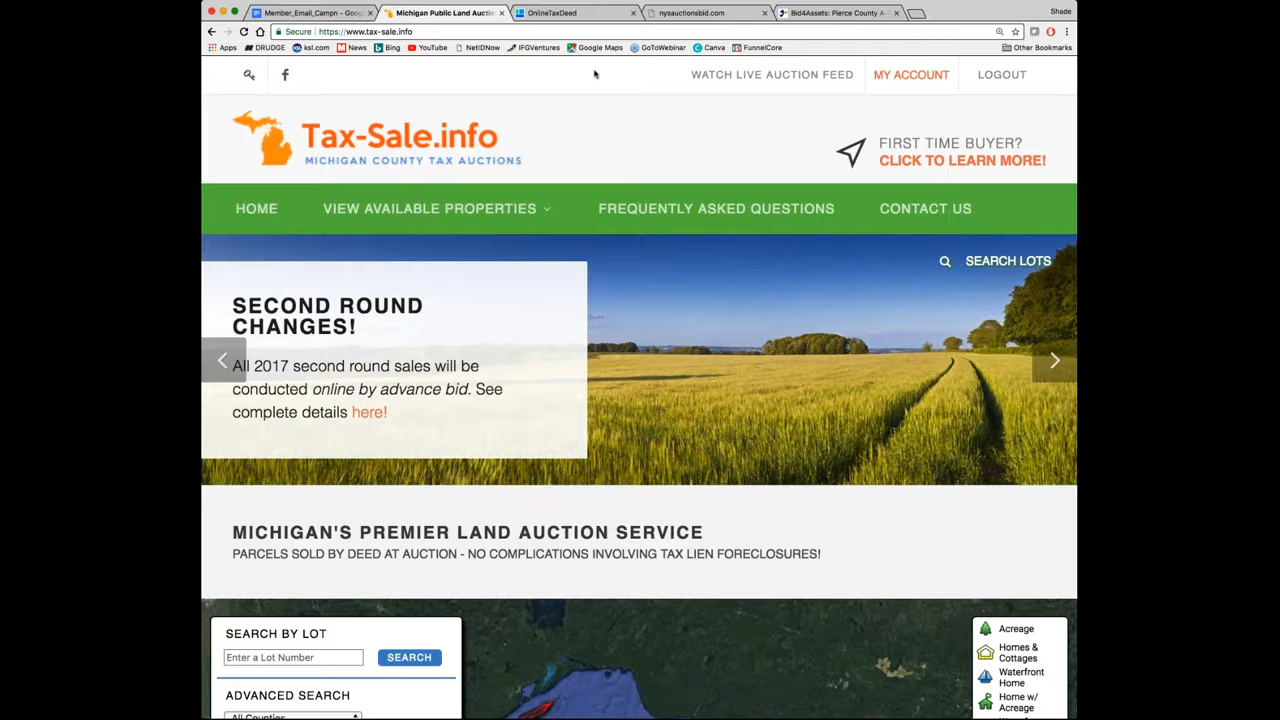 Member_Email_Campn - Goog
Michigan Public Land Auctio
OnlineTaxDeed
nysauctionsbid.com
Bid4Assets: Pierce County A-T
Shade
Secure
https://www.tax-sale.info
Apps
DRUDGE
ksl.com
News
Bing
YouTube
NetIDNow
IFGVentures
Google Maps
GoToWebinar
Canva
FunnelCore
Other Bookmarks
WATCH LIVE AUCTION FEED
MY ACCOUNT
LOGOUT
Tax-Sale.info
MICHIGAN COUNTY TAX AUCTIONS
FIRST TIME BUYER?
CLICK TO LEARN MORE!
HOME
VIEW AVAILABLE PROPERTIES
FREQUENTLY ASKED QUESTIONS
CONTACT US
SEARCH LOTS
SECOND ROUND
CHANGES!
All 2017 second round sales will be
conducted online by advance bid. See
complete details here!
MICHIGAN'S PREMIER LAND AUCTION SERVICE
PARCELS SOLD BY DEED AT AUCTION - NO COMPLICATIONS INVOLVING TAX LIEN FORECLOSURES!
SEARCH BY LOT
Enter a Lot Number
SEARCH
ADVANCED SEARCH
All Counties
Acreage
Homes &
Cottages
Waterfront
Home
Home w/
Acreage